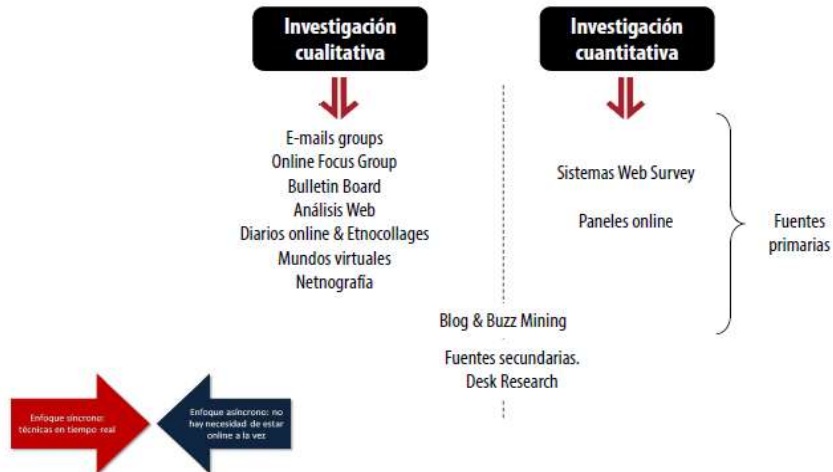 Investigación
cualitativa
Investigación
cuantitativa
E-mails groups
Online Focus Group
Bulletin Board
Análisis Web
Diarios online & Etnocollages
Mundos virtuales
Netnografía
Sistemas Web Survey
Paneles online
Fuentes
primarias
Blog & Buzz Mining
Fuentes secundarias.
Desk Research
Enfoque síncrono:
técnicas en tiempo real
Enfoque asíncrono: no
hay necesidad de estar
online a la vez